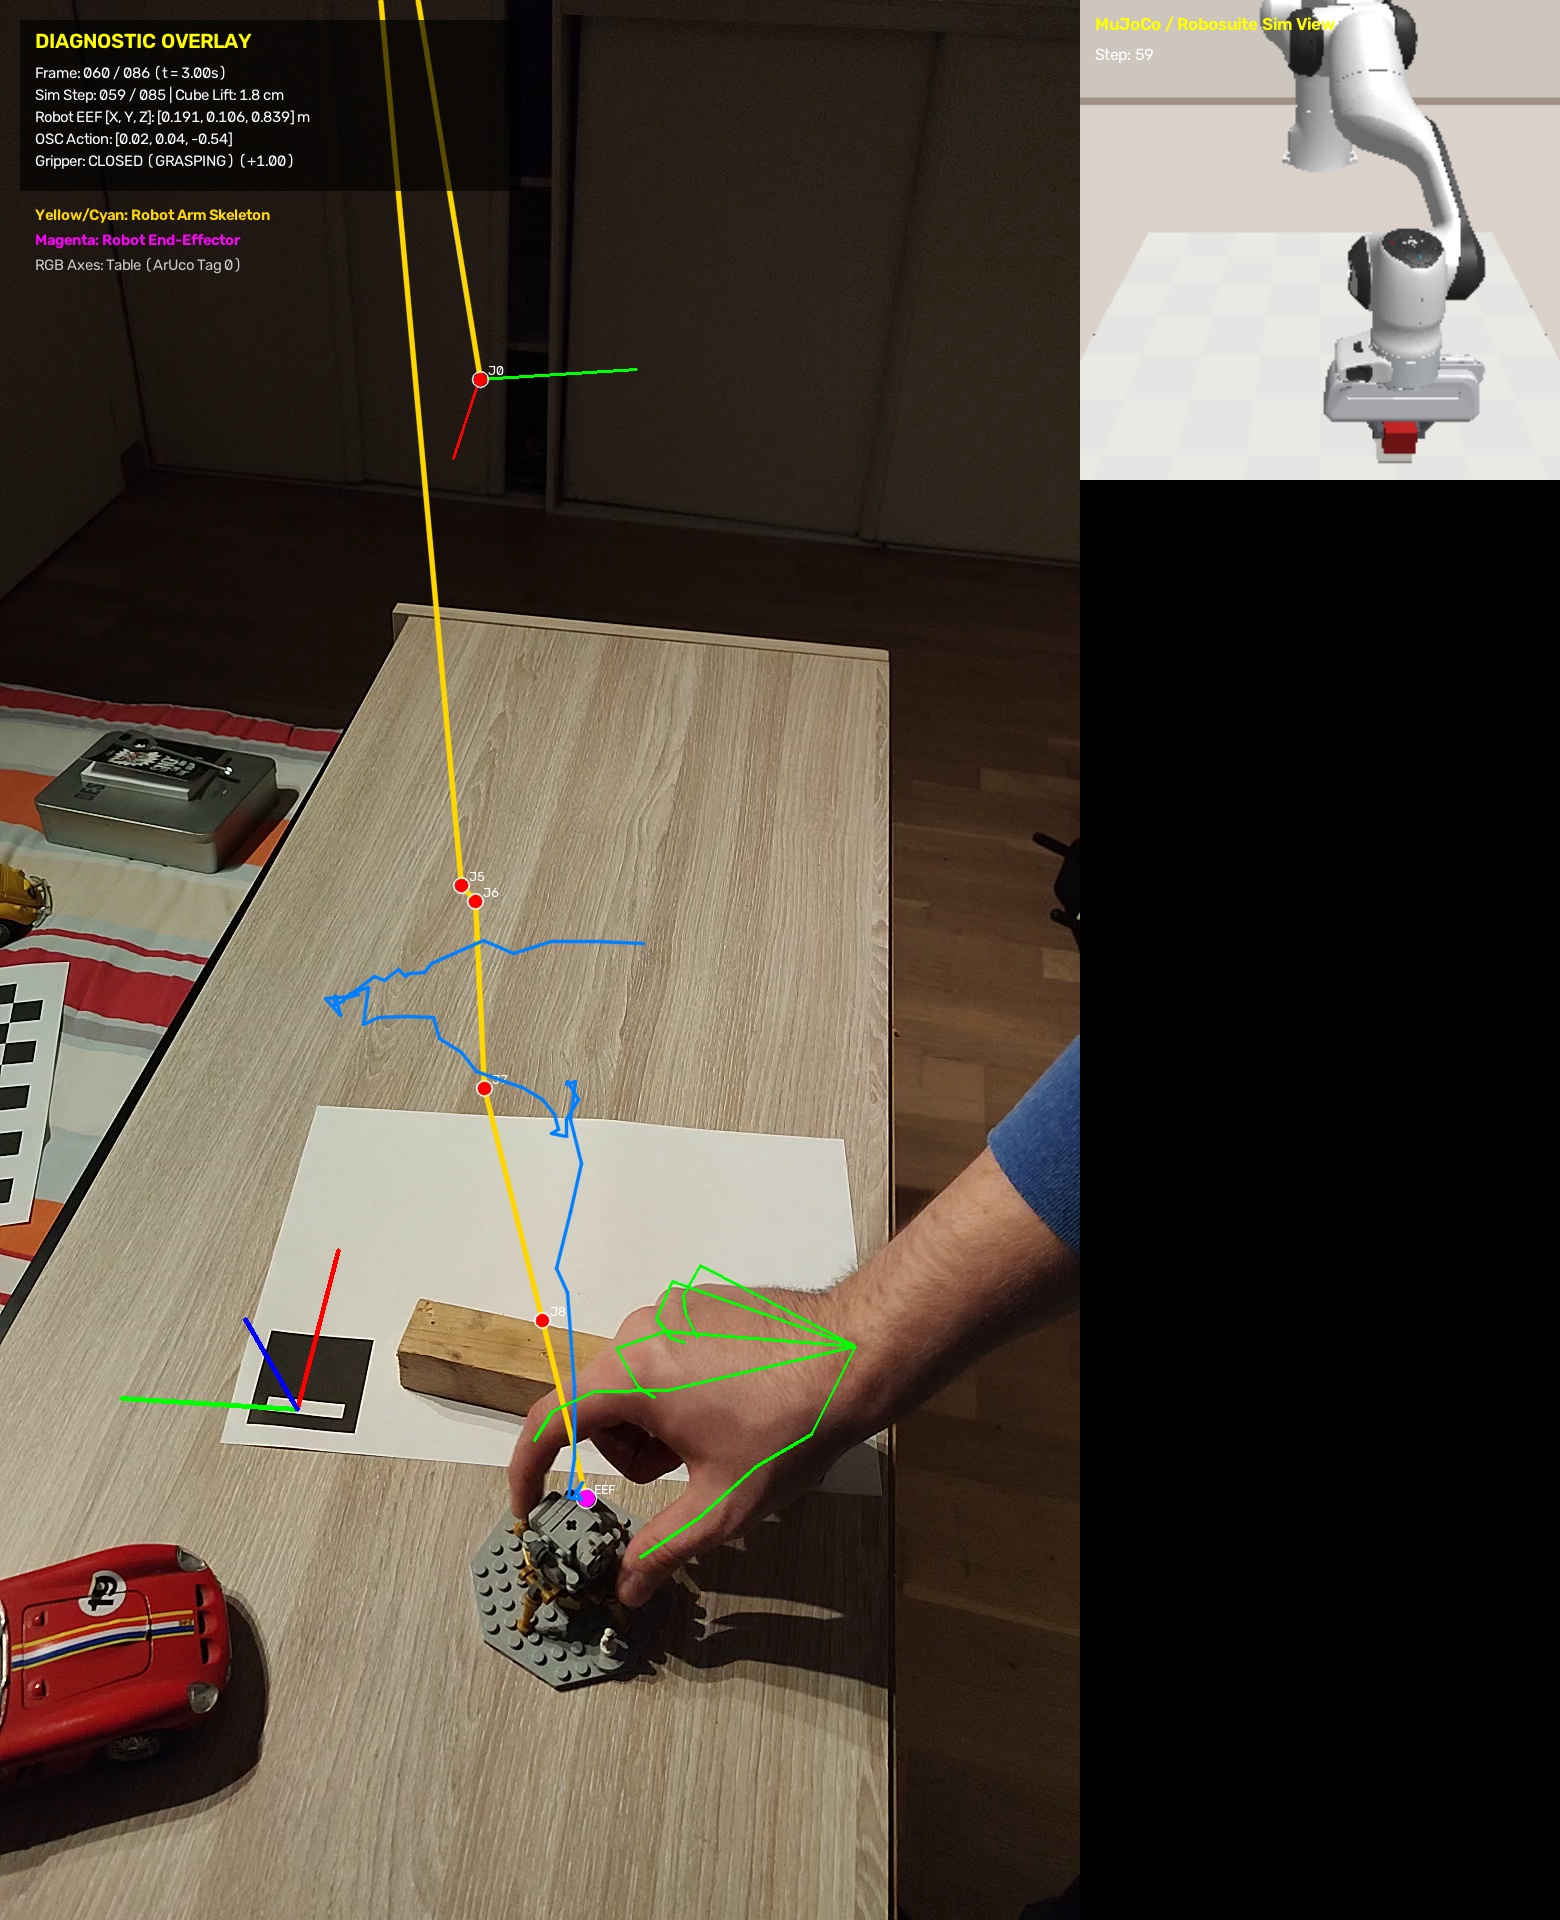 DIAGNOSTIC OVERLAY
Frame: 060 / 086 (t = 3.00s)
Sim Step: 059 / 085 | Cube Lift: 1.8 cm
Robot EEF [X, Y, Z]: [0.191, 0.106, 0.839] m
OSC Action: [0.02, 0.04, -0.54]
Gripper: CLOSED (GRASPING) (+1.00)
Yellow/Cyan: Robot Arm Skeleton
Magenta: Robot End-Effector
RGB Axes: Table (ArUco Tag 0)
MuJoCo / Robosuite Sim View
Step: 59
J0
J5
J6
J7
J8
EEF